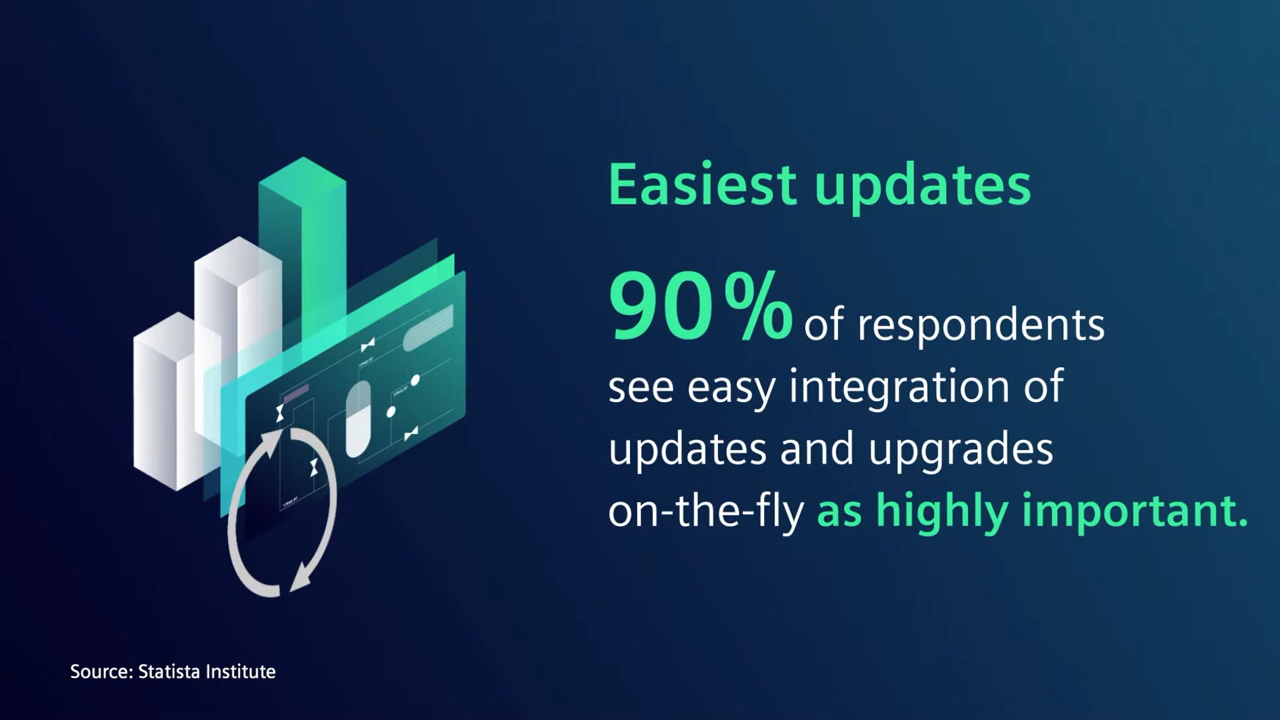 Easiest updates
90% of respondents
see easy integration of
updates and upgrades
on-the-fly as highly important.
Source: Statista Institute